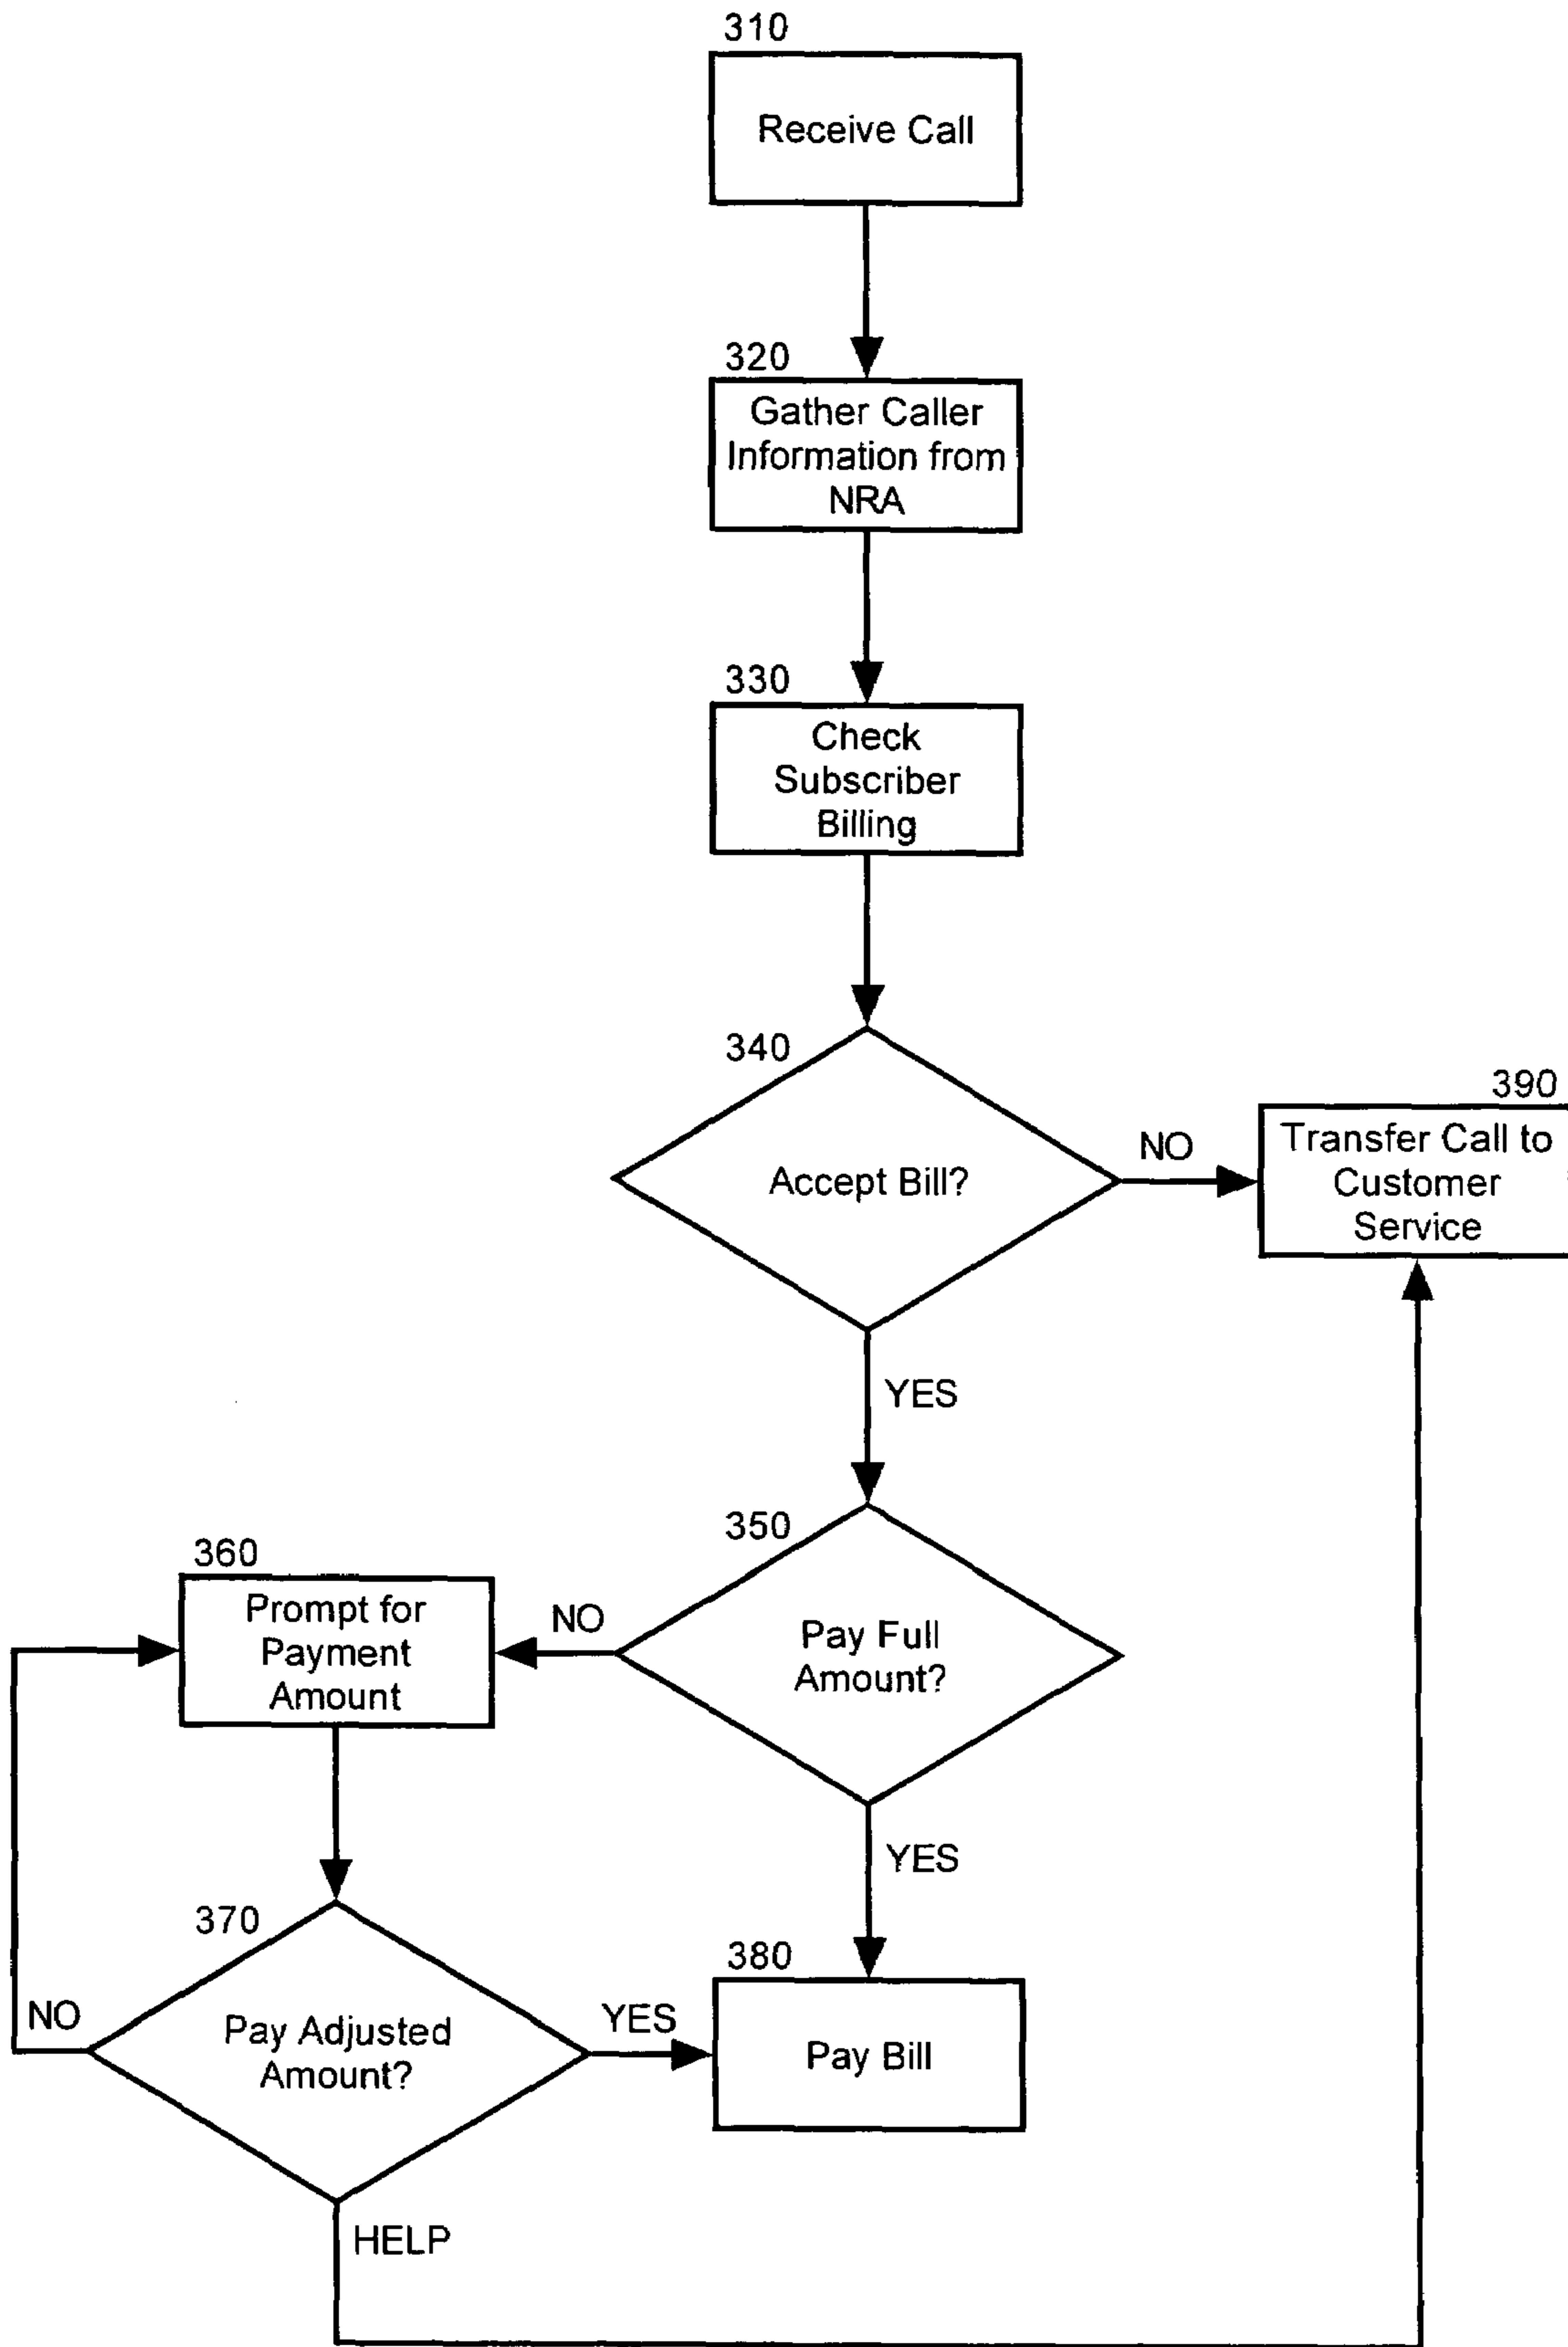 310
Receive Call
320
Gather Caller
Information from
NRA
330
Check
Subscriber
Billing
340
Accept Bill?
NO
390
Transfer Call to
Customer
Service
YES
350
Pay Full
Amount?
NO
360
Prompt for
Payment
Amount
YES
370
Pay Adjusted
Amount?
NO
YES
380
Pay Bill
HELP